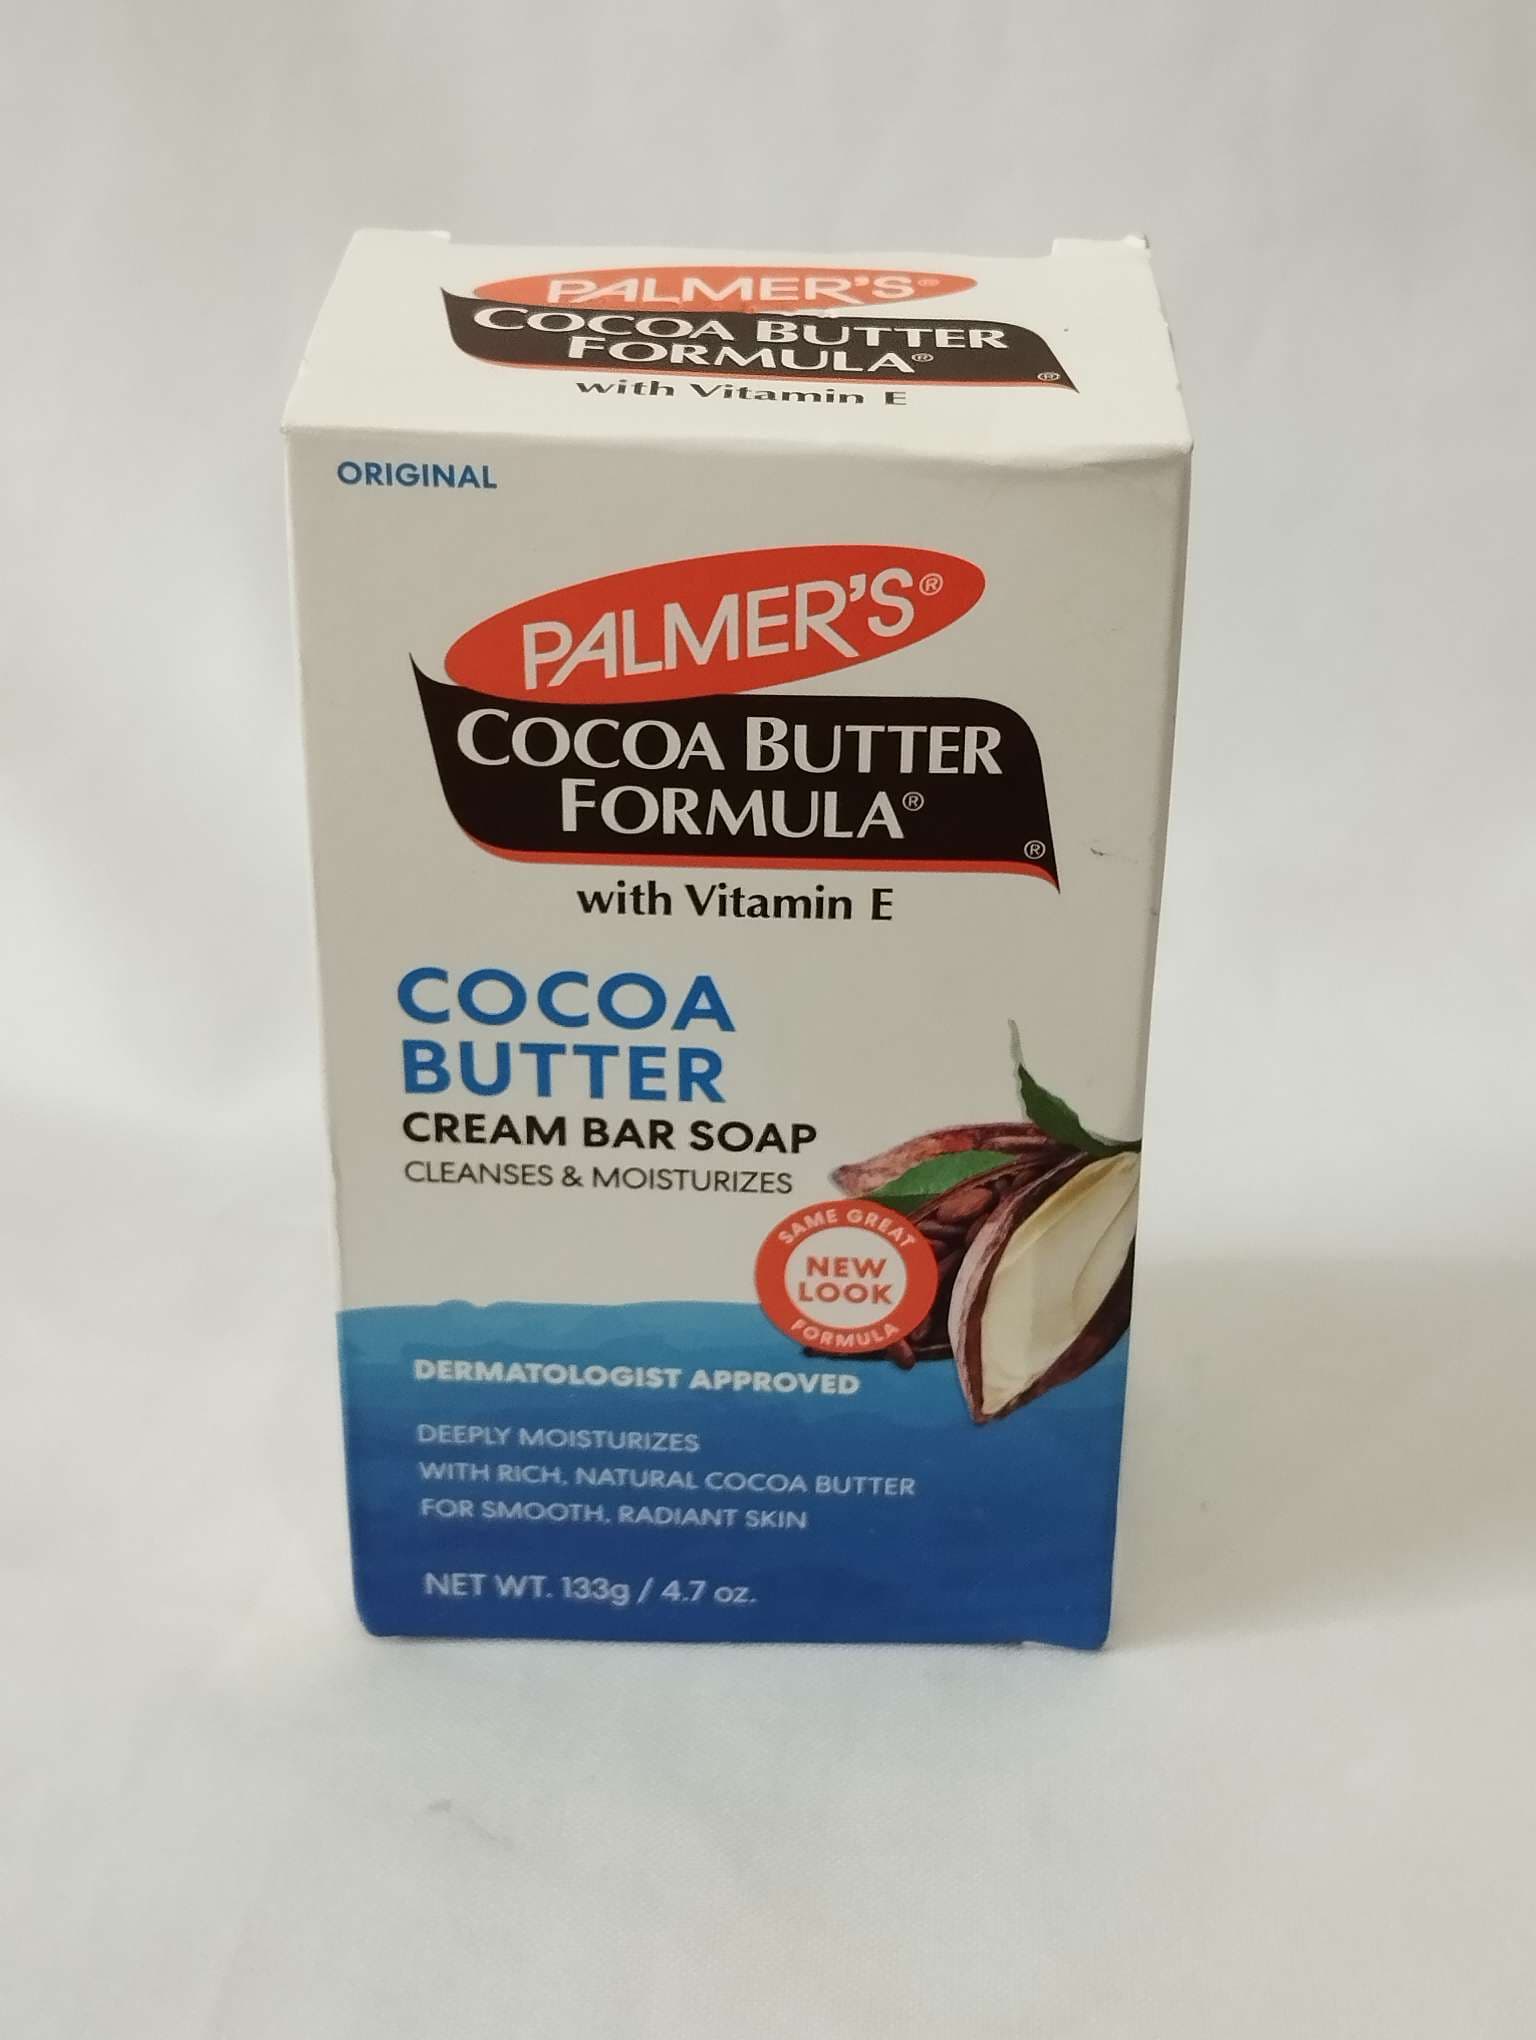 PALMER'S®
COCOA BUTTER
FORMULA®
®
with Vitamin E
ORIGINAL
PALMER'S®
COCOA BUTTER
FORMULA®
®
with Vitamin E
COCOA
BUTTER
CREAM BAR SOAP
CLEANSES & MOISTURIZES
SAME GREAT
NEW
LOOK
FORMULA
DERMATOLOGIST APPROVED
DEEPLY MOISTURIZES
WITH RICH, NATURAL COCOA BUTTER
FOR SMOOTH, RADIANT SKIN
NET WT. 133g / 4.7 oz.